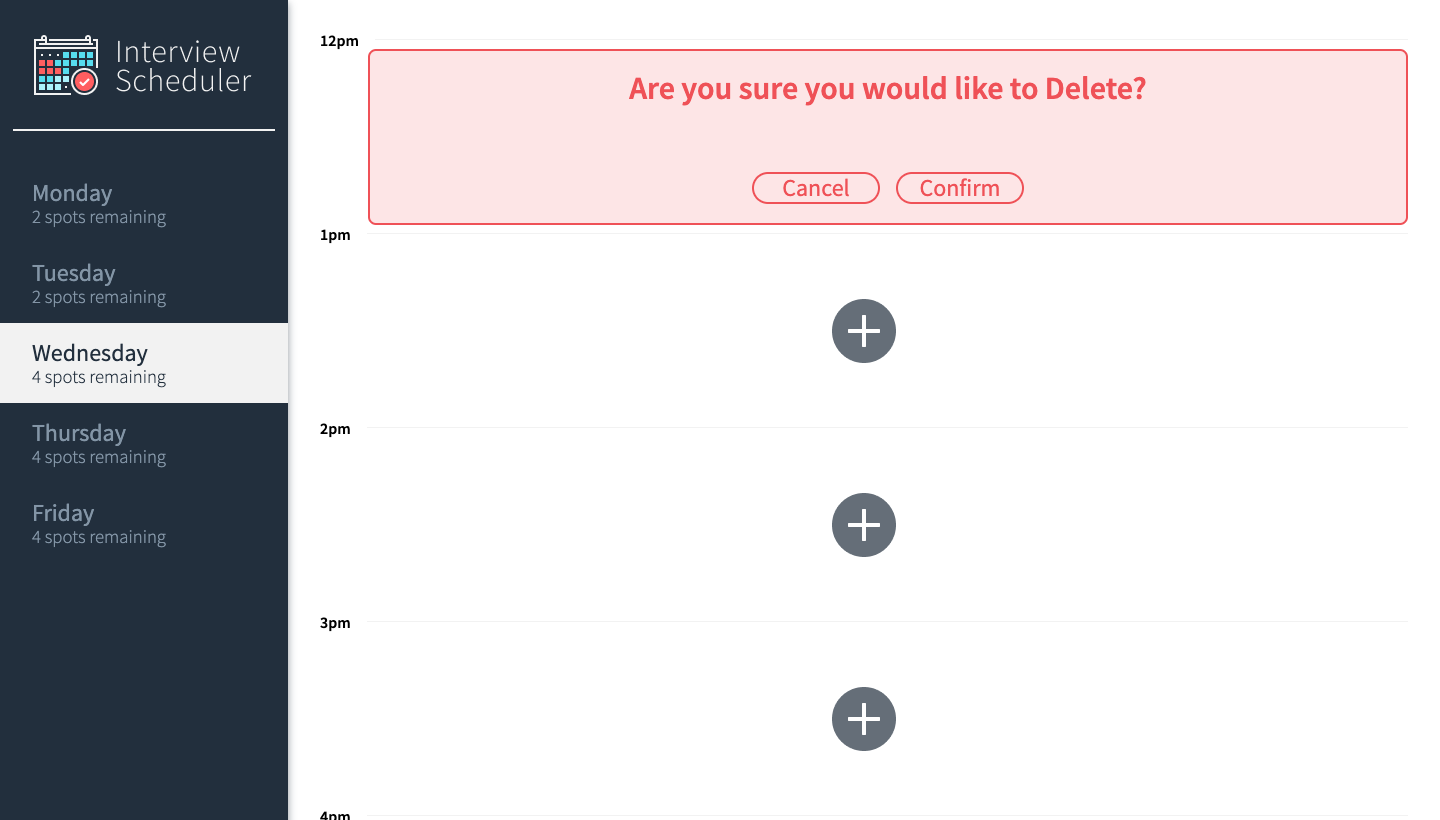 Interview
Scheduler
Monday
2 spots remaining
Tuesday
2 spots remaining
Wednesday
4 spots remaining
Thursday
4 spots remaining
Friday
4 spots remaining
12pm
Are you sure you would like to Delete?
Cancel Confirm
1pm
2pm
3pm
4pm